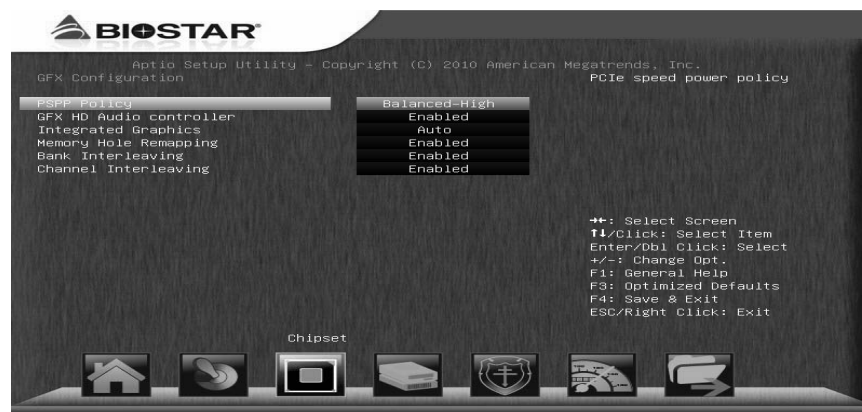 BIOSTAR®
Aptio Setup Utility - Copyright (C) 2010 American Megatrends, Inc.
GFX Configuration
PCIe speed power policy
PSPP Policy Balanced-High
GFX HD Audio controller Enabled
Integrated Graphics Auto
Memory Hole Remapping Enabled
Bank Interleaving Enabled
Channel Interleaving Enabled
→←: Select Screen
↑↓/Click: Select Item
Enter/Dbl Click: Select
+/-: Change Opt.
F1: General Help
F3: Optimized Defaults
F4: Save & Exit
ESC/Right Click: Exit
Chipset